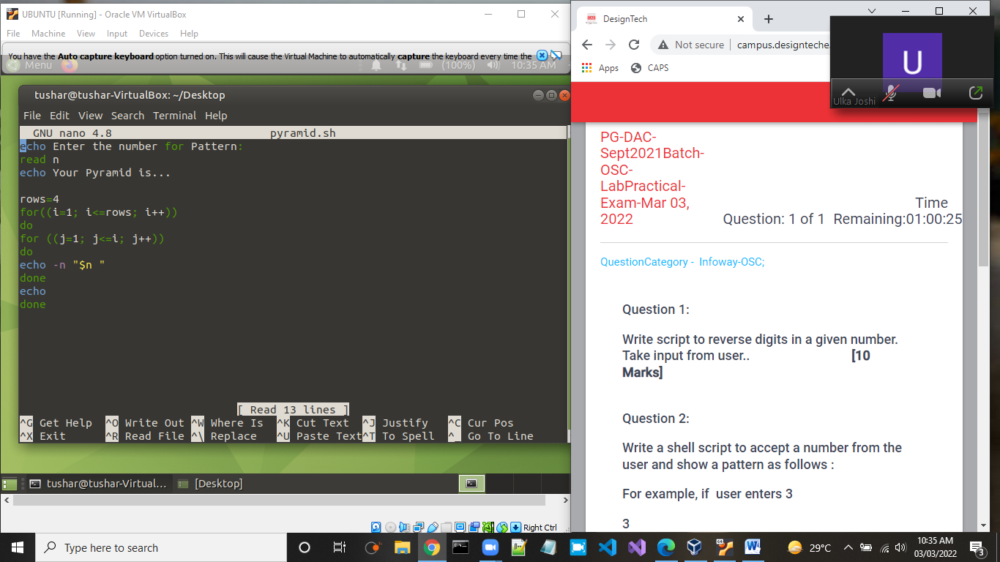 UBUNTU [Running] - Oracle VM VirtualBox
File Machine View Input Devices Help
You have the Auto capture keyboard option turned on. This will cause the Virtual Machine to automatically capture the keyboard every time the
Menu (100%) 10:35 AM
tushar@tushar-VirtualBox: ~/Desktop
File Edit View Search Terminal Help
GNU nano 4.8 pyramid.sh
echo Enter the number for Pattern:
read n
echo Your Pyramid is...
rows=4
for((i=1; i<=rows; i++))
do
for ((j=1; j<=i; j++))
do
echo -n "$n "
done
echo
done
[ Read 13 lines ]
^G Get Help ^O Write Out ^W Where Is ^K Cut Text ^J Justify ^C Cur Pos
^X Exit ^R Read File ^\ Replace ^U Paste Text ^T To Spell ^_ Go To Line
tushar@tushar-Virtual... [Desktop]
Right Ctrl
DesignTech
Not secure campus.designteche
Apps CAPS
U
Ulka Joshi
PG-DAC-
Sept2021Batch-
OSC-
LabPractical-
Exam-Mar 03,
2022
Question: 1 of 1
Time
Remaining:01:00:25
QuestionCategory - Infoway-OSC;
Question 1:
Write script to reverse digits in a given number.
Take input from user.. [10
Marks]
Question 2:
Write a shell script to accept a number from the
user and show a pattern as follows :
For example, if user enters 3
3
Type here to search
29°C
10:35 AM
03/03/2022
3